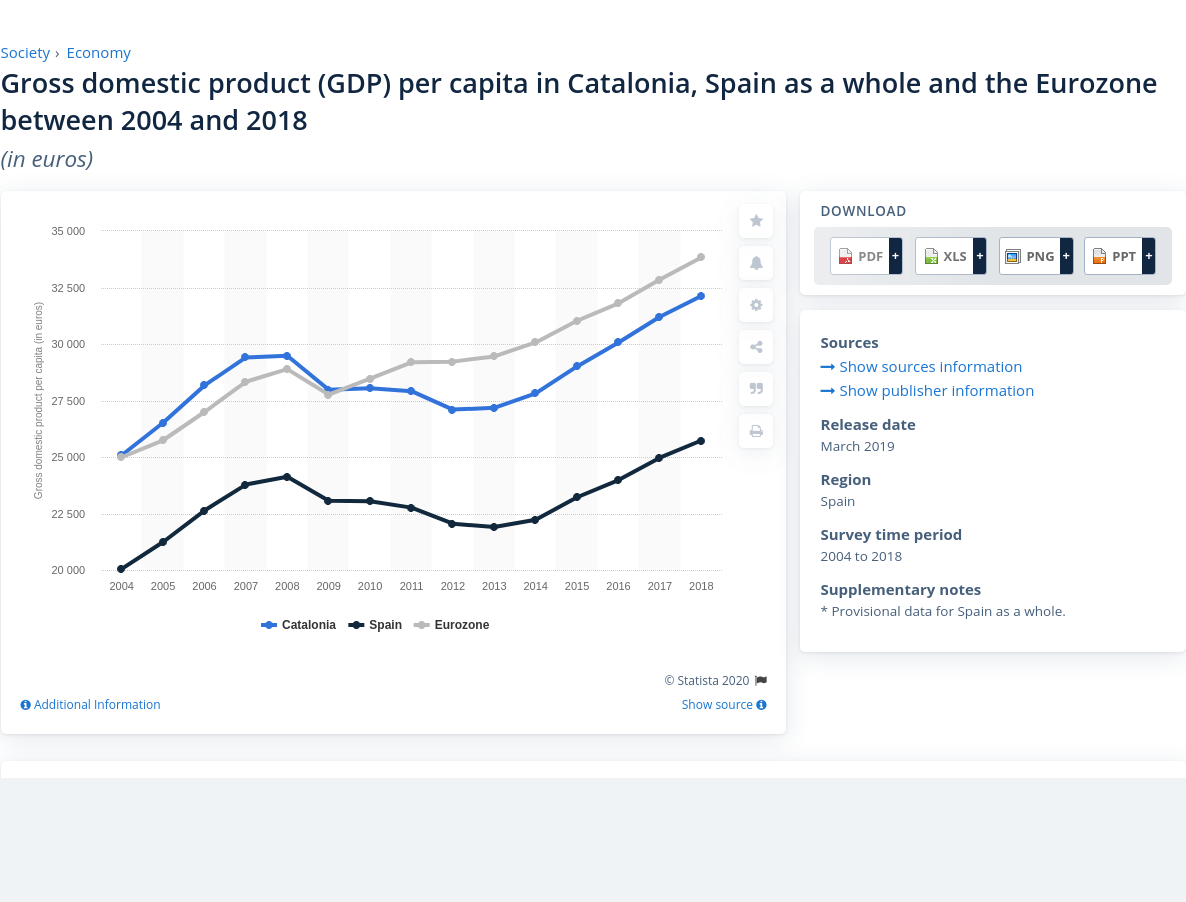 Society › Economy
Gross domestic product (GDP) per capita in Catalonia, Spain as a whole and the Eurozone
between 2004 and 2018
(in euros)
Gross domestic product per capita (in euros)
35 000
32 500
30 000
27 500
25 000
22 500
20 000
2004 2005 2006 2007 2008 2009 2010 2011 2012 2013 2014 2015 2016 2017 2018
Catalonia Spain Eurozone
© Statista 2020
Additional Information
Show source
DOWNLOAD
PDF + XLS + PNG + PPT +
Sources
Show sources information
Show publisher information
Release date
March 2019
Region
Spain
Survey time period
2004 to 2018
Supplementary notes
* Provisional data for Spain as a whole.